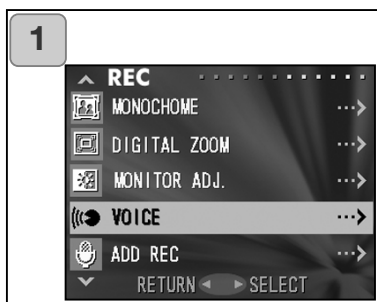 1
REC
MONOCHOME
DIGITAL ZOOM
MONITOR ADJ.
VOICE
ADD REC
RETURN SELECT